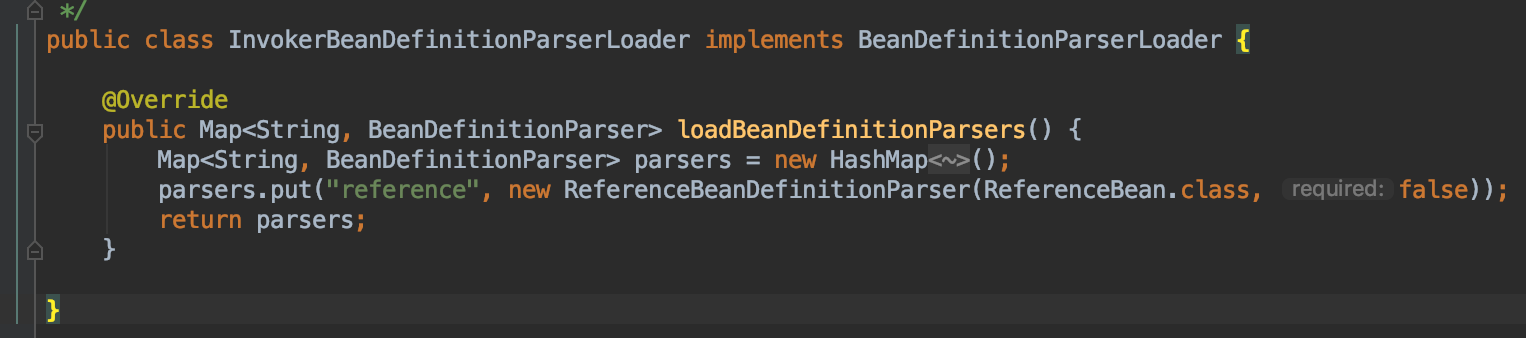 */
public class InvokerBeanDefinitionParserLoader implements BeanDefinitionParserLoader {
@Override
public Map<String, BeanDefinitionParser> loadBeanDefinitionParsers() {
Map<String, BeanDefinitionParser> parsers = new HashMap<~>();
parsers.put("reference", new ReferenceBeanDefinitionParser(ReferenceBean.class, required: false));
return parsers;
}
}